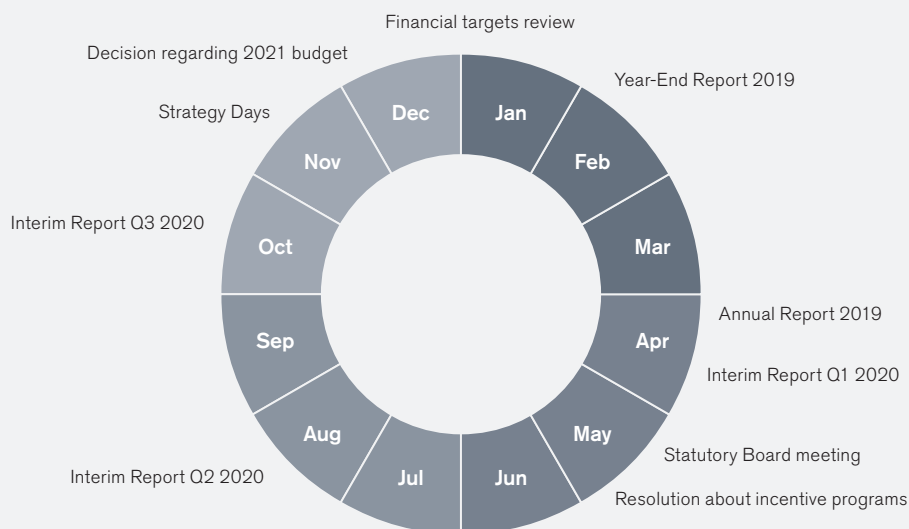 Financial targets review
Decision regarding 2021 budget
Year-End Report 2019
Strategy Days
Dec
Jan
Nov
Feb
Interim Report Q3 2020
Oct
Mar
Annual Report 2019
Sep
Apr
Interim Report Q1 2020
Aug
May
Statutory Board meeting
Interim Report Q2 2020
Jul
Jun
Resolution about incentive programs